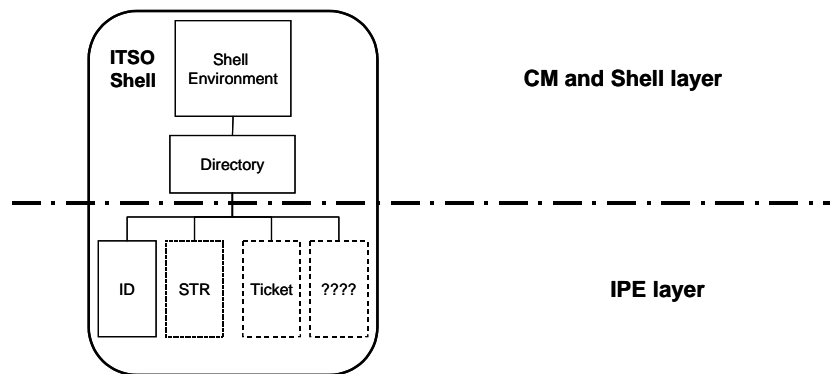 ITSO
Shell
Shell
Environment
CM and Shell layer
Directory
ID
STR
Ticket
????
IPE layer